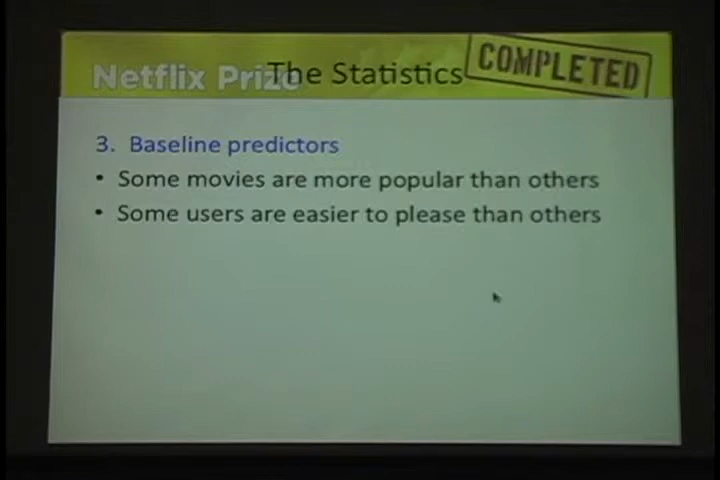 Netflix Prize
The Statistics
COMPLETED
3. Baseline predictors
• Some movies are more popular than others
• Some users are easier to please than others